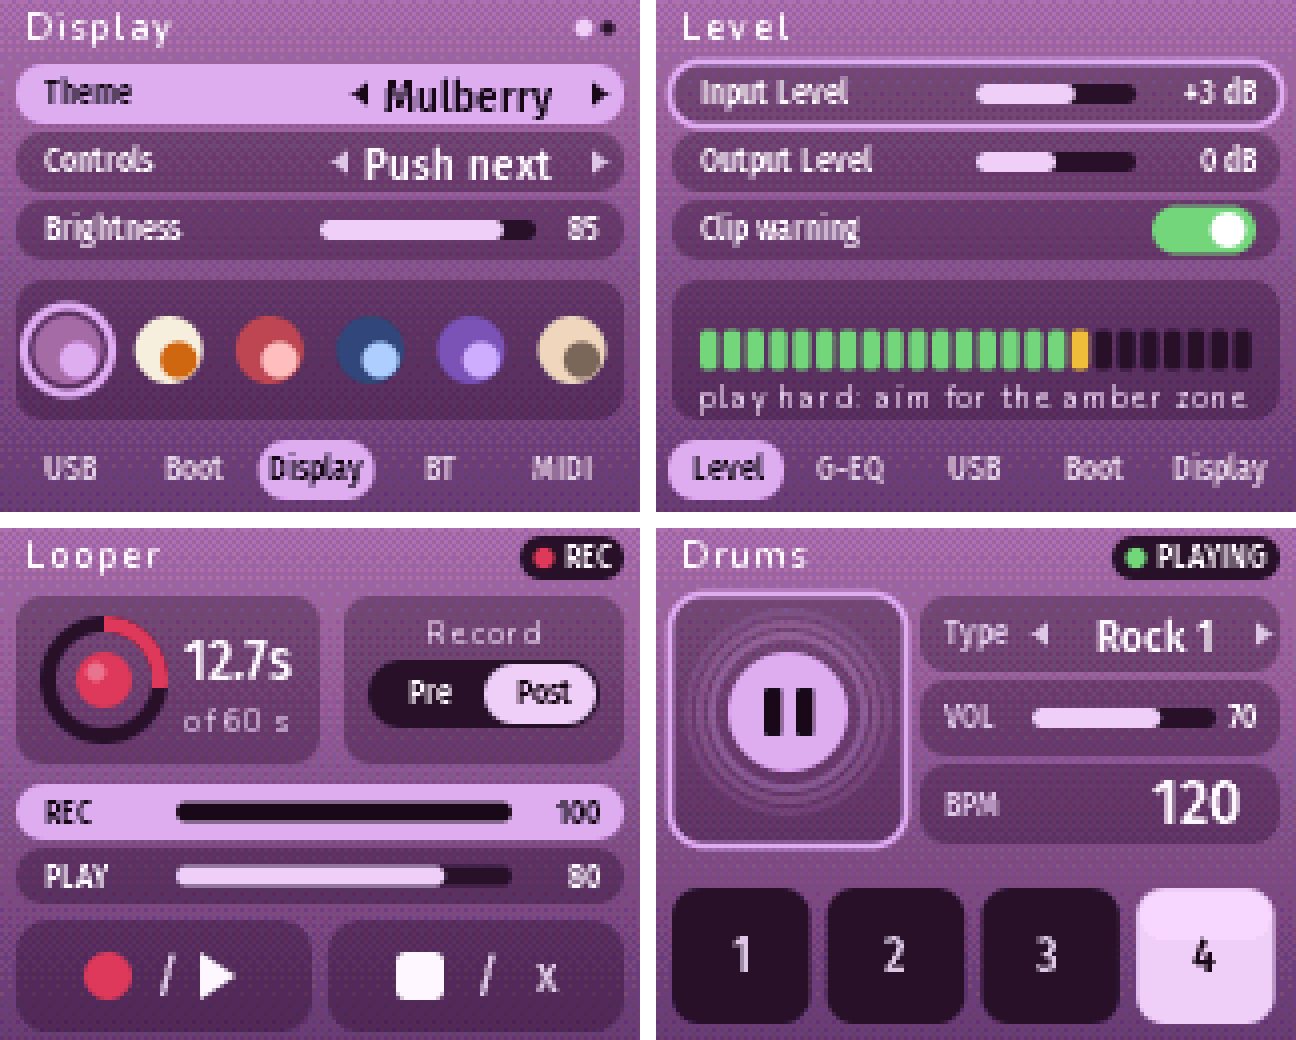 Display
Theme Mulberry
Controls Push next
Brightness 85
USB Boot Display BT MIDI
Level
Input Level +3 dB
Output Level 0 dB
Clip warning
play hard: aim for the amber zone
Level G-EQ USB Boot Display
Looper REC
12.7s
of 60 s
Record
Pre Post
REC 100
PLAY 80
/ / x
Drums PLAYING
Type Rock 1
VOL 70
BPM 120
1 2 3 4